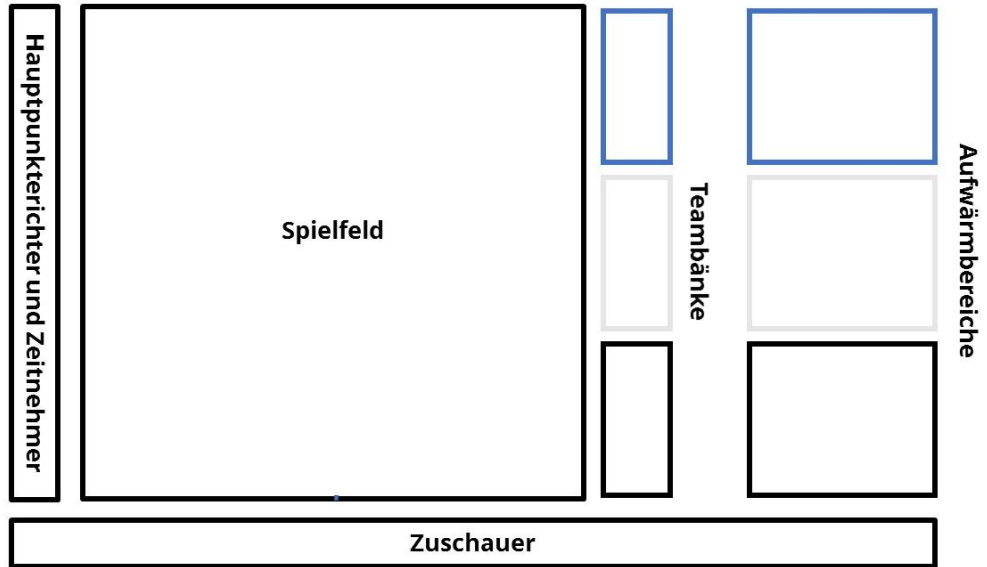 Hauptpunkterichter und Zeitnehmer
Spielfeld
Teambänke
Aufwärmbereiche
Zuschauer